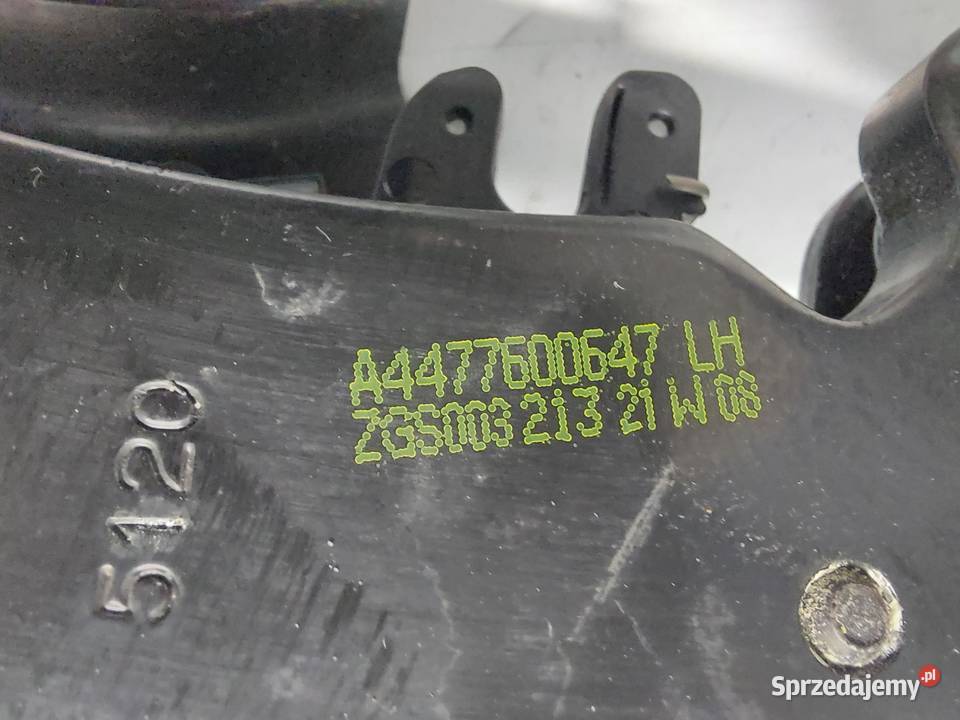 A4477600647 LH
ZGS003 213 21 W 08
5120
Sprzedajemy.pl